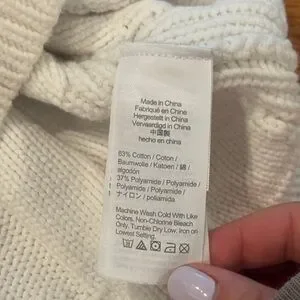 Made in China
Fabriqué en Chine
Hergestellt in China
Vervaardigd in China
中国製
hecho en china
63% Cotton / Coton /
Baumwolle / Katoen / 綿 /
algodón
37% Polyamide / Polyamide /
Polyamide / Polyamide /
ナイロン / poliamida
Machine Wash Cold With Like
Colors, Non-Chlorine Bleach
Only, Tumble Dry Low, Iron on
Lowest Setting.